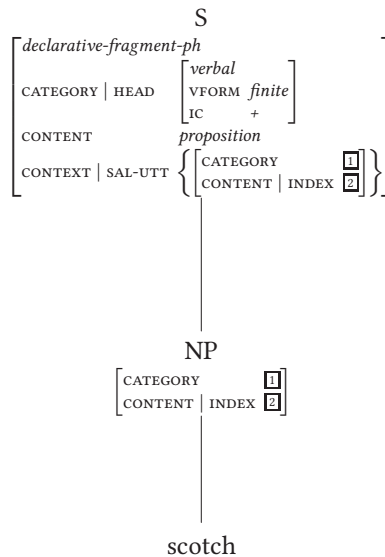 S
declarative-fragment-ph
CATEGORY | HEAD
verbal
VFORM finite
IC +
CONTENT proposition
CONTEXT | SAL-UTT
CATEGORY 1
CONTENT | INDEX 2
NP
CATEGORY 1
CONTENT | INDEX 2
scotch